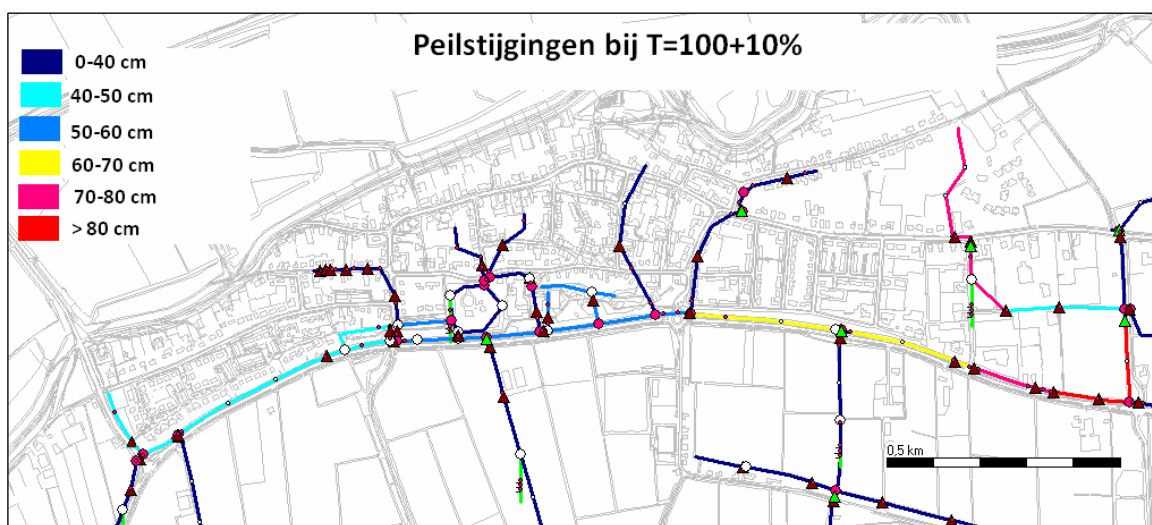 Peilstijgingen bij T=100+10%
0-40 cm
40-50 cm
50-60 cm
60-70 cm
70-80 cm
> 80 cm
0,5 km